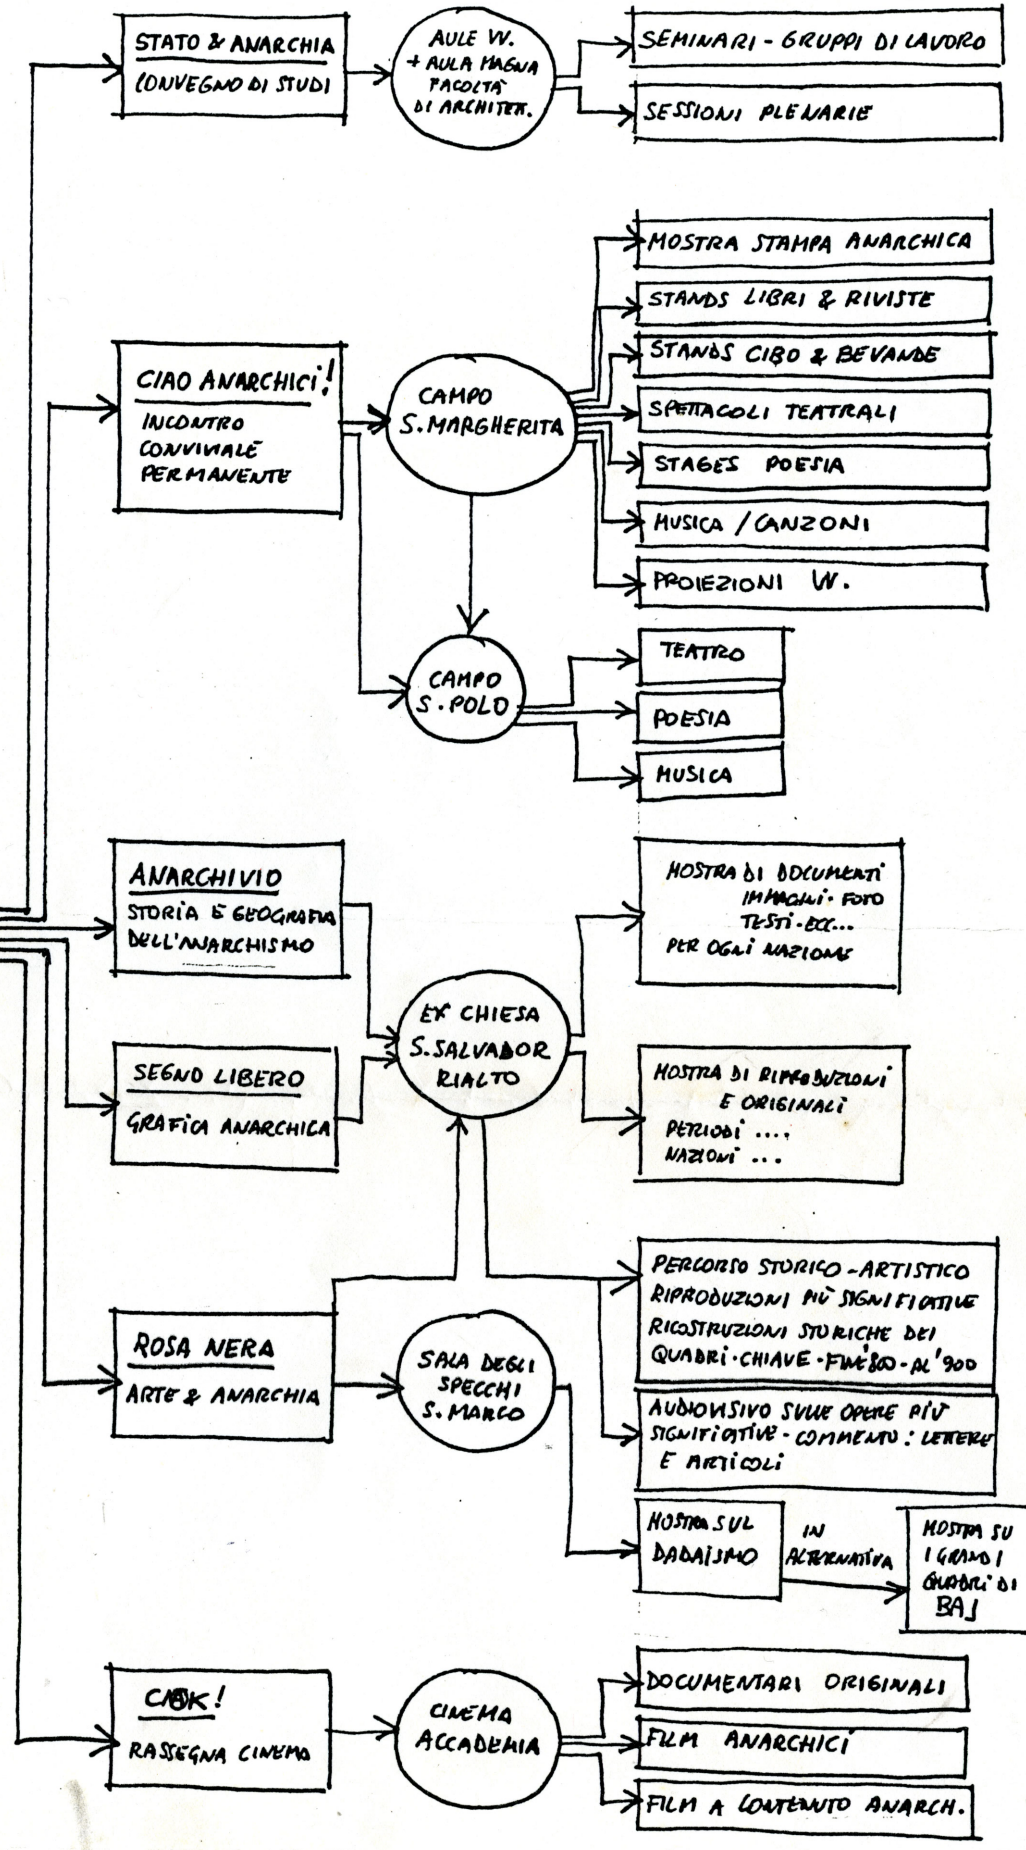 STATO & ANARCHIA
CONVEGNO DI STUDI
AULE VV.
+ AULA MAGNA
FACOLTÀ
DI ARCHITETT.
SEMINARI - GRUPPI DI LAVORO
SESSIONI PLENARIE
CIAO ANARCHICI!
INCONTRO
CONVIVIALE
PERMANENTE
CAMPO
S. MARGHERITA
MOSTRA STAMPA ANARCHICA
STANDS LIBRI & RIVISTE
STANDS CIBO & BEVANDE
SPETTACOLI TEATRALI
STAGES POESIA
MUSICA / CANZONI
PROIEZIONI VV.
CAMPO
S. POLO
TEATRO
POESIA
MUSICA
ANARCHIVIO
STORIA E GEOGRAFIA
DELL'ANARCHISMO
SEGNO LIBERO
GRAFICA ANARCHICA
EX CHIESA
S. SALVADOR
RIALTO
MOSTRA DI DOCUMENTI
IMMAGINI - FOTO
TESTI - ECC...
PER OGNI NAZIONE
MOSTRA DI RIPRODUZIONI
E ORIGINALI
PERIODI ....
NAZIONI ...
ROSA NERA
ARTE & ANARCHIA
SALA DEGLI
SPECCHI
S. MARCO
PERCORSO STORICO - ARTISTICO
RIPRODUZIONI PIÙ SIGNIFICATIVE
RICOSTRUZIONI STORICHE DEI
QUADRI - CHIAVE - FINE '800 - AL '900
AUDIOVISIVO SULLE OPERE PIÙ
SIGNIFICATIVE - COMMENTO: LETTERE
E ARTICOLI
MOSTRA SUL
DADAISMO
IN
ALTERNATIVA
MOSTRA SU
I GRANDI
QUADRI DI
BAJ
CIAK!
RASSEGNA CINEMA
CINEMA
ACCADEMIA
DOCUMENTARI ORIGINALI
FILM ANARCHICI
FILM A CONTENUTO ANARCH.